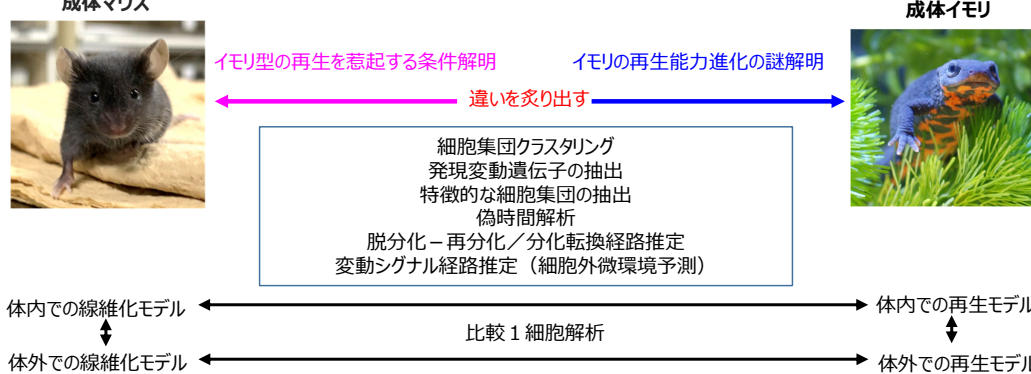 成体マウス
成体イモリ
イモリ型の再生を惹起する条件解明
イモリの再生能力進化の謎解明
違いを炙り出す
細胞集団クラスタリング
発現変動遺伝子の抽出
特徴的な細胞集団の抽出
偽時間解析
脱分化－再分化／分化転換経路推定
変動シグナル経路推定（細胞外微環境予測）
体内での線維化モデル
体内での再生モデル
比較１細胞解析
体外での線維化モデル
体外での再生モデル